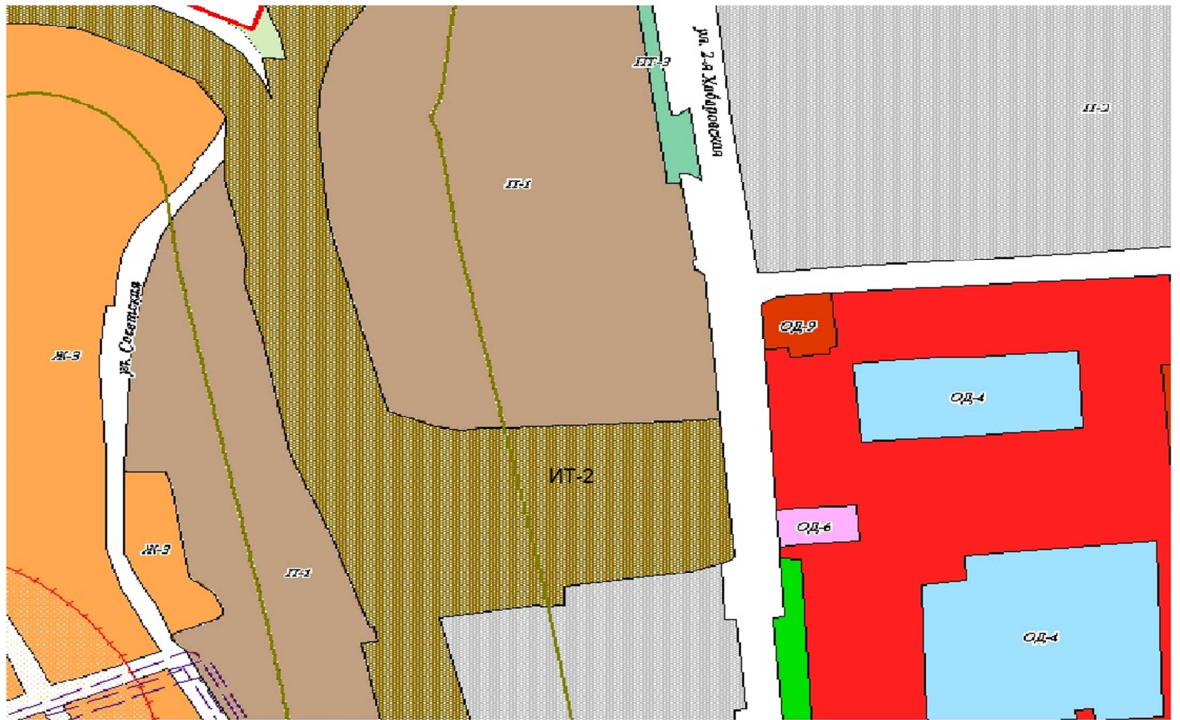 ИТ-3
ул. 2-я Хабаровская
П-2
П-1
ул. Советская
Ж-3
ОД-9
ОД-4
ИТ-2
ОД-6
Ж-3
П-1
ОД-4